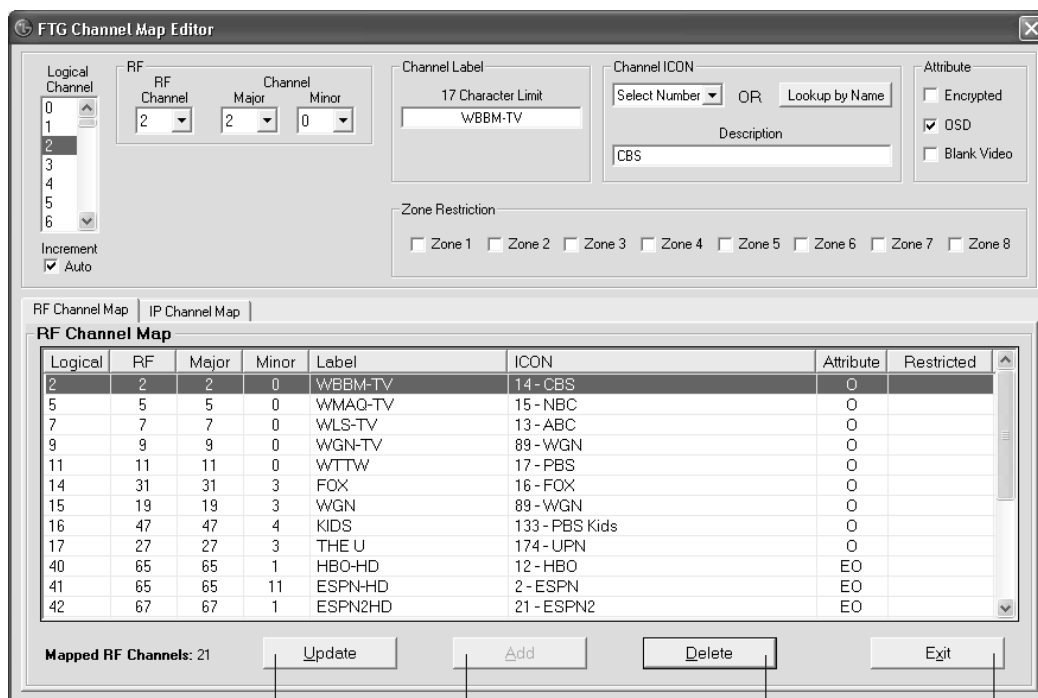 FTG Channel Map Editor
Logical Channel
0
1
2
3
4
5
6
Increment
Auto
RF
RF Channel
2
Channel
Major Minor
2 0
Channel Label
17 Character Limit
WBBM-TV
Channel ICON
Select Number OR Lookup by Name
Description
CBS
Attribute
Encrypted
OSD
Blank Video
Zone Restriction
Zone 1 Zone 2 Zone 3 Zone 4 Zone 5 Zone 6 Zone 7 Zone 8
RF Channel Map IP Channel Map
RF Channel Map
Logical RF Major Minor Label ICON Attribute Restricted
2 2 2 0 WBBM-TV 14 - CBS O
5 5 5 0 WMAQ-TV 15 - NBC O
7 7 7 0 WLS-TV 13 - ABC O
9 9 9 0 WGN-TV 89 - WGN O
11 11 11 0 WTTW 17 - PBS O
14 31 31 3 FOX 16 - FOX O
15 19 19 3 WGN 89 - WGN O
16 47 47 4 KIDS 133 - PBS Kids O
17 27 27 3 THE U 174 - UPN O
40 65 65 1 HBO-HD 12 - HBO EO
41 65 65 11 ESPN-HD 2 - ESPN EO
42 67 67 1 ESPN2HD 21 - ESPN2 EO
Mapped RF Channels: 21 Update Add Delete Exit